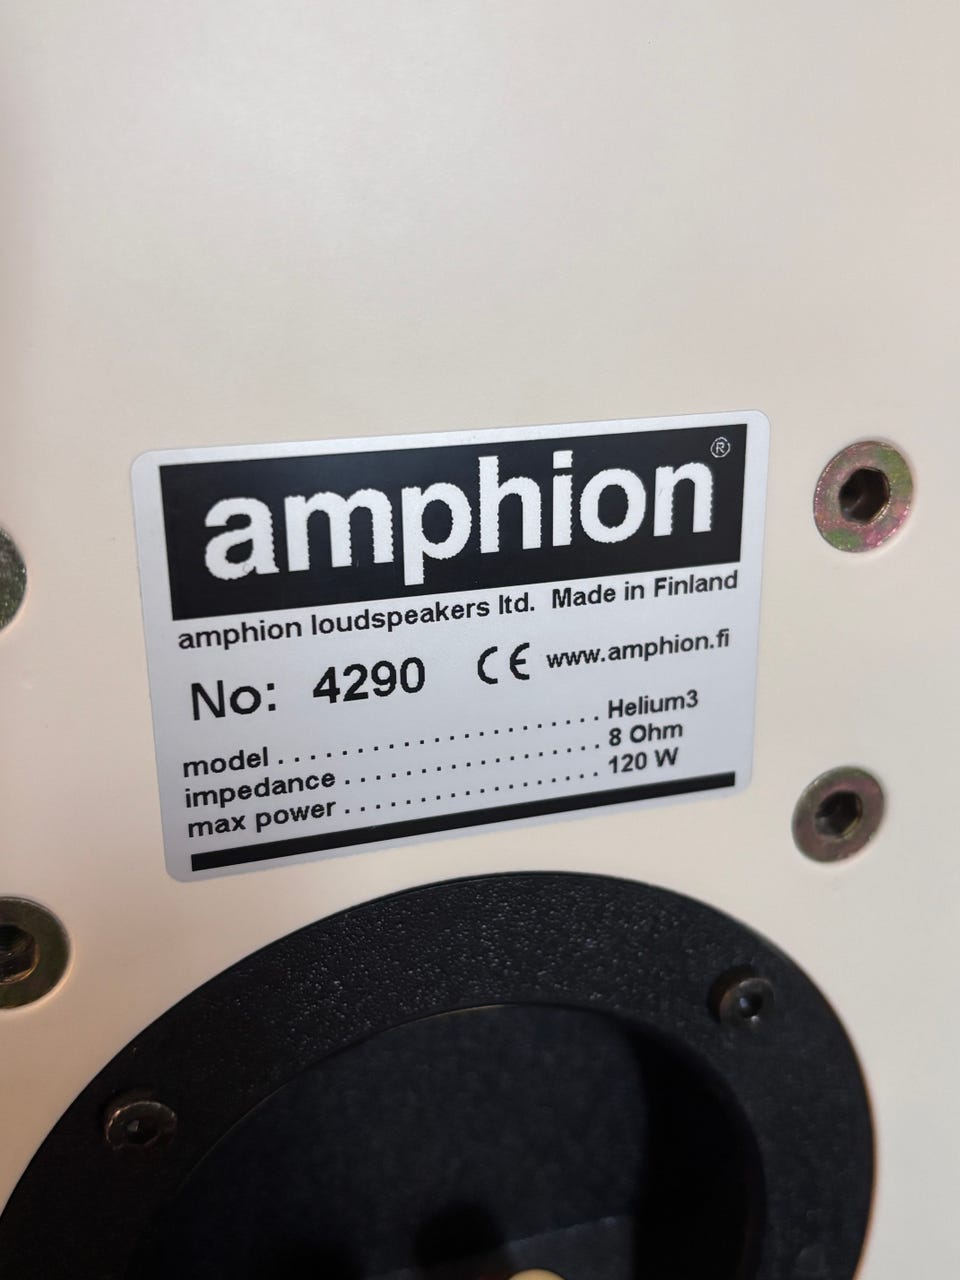 amphion®
amphion loudspeakers ltd. Made in Finland
No: 4290 CE www.amphion.fi
model . . . . . . . . . . . . . . . . . . . . . . . . . Helium3
impedance . . . . . . . . . . . . . . . . . . . . 8 Ohm
max power . . . . . . . . . . . . . . . . . . . . 120 W